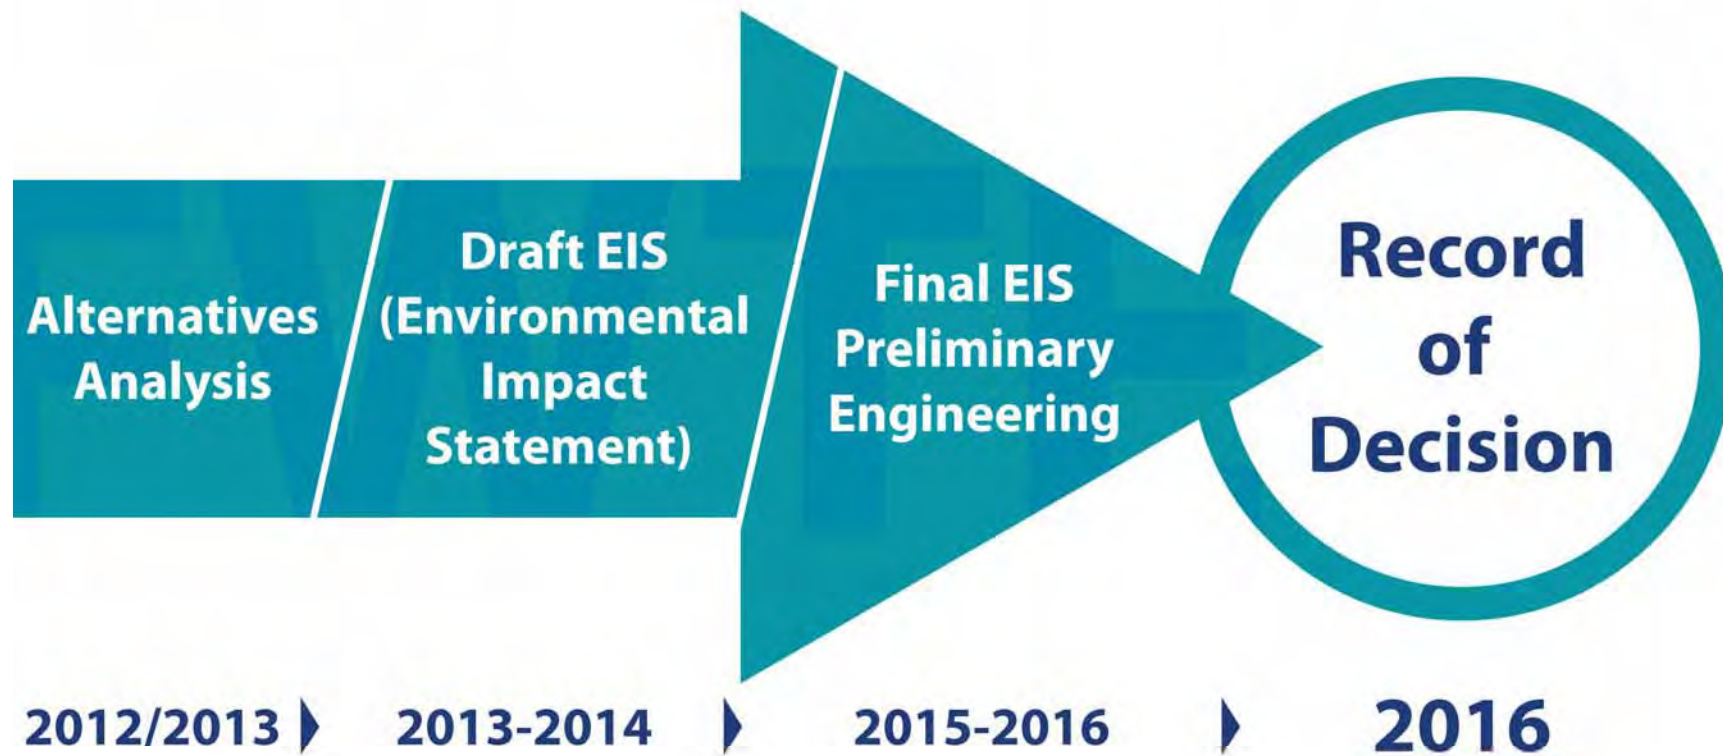 Alternatives
Analysis
Draft EIS
(Environmental
Impact
Statement)
Final EIS
Preliminary
Engineering
Record
of
Decision
2012/2013
2013-2014
2015-2016
2016